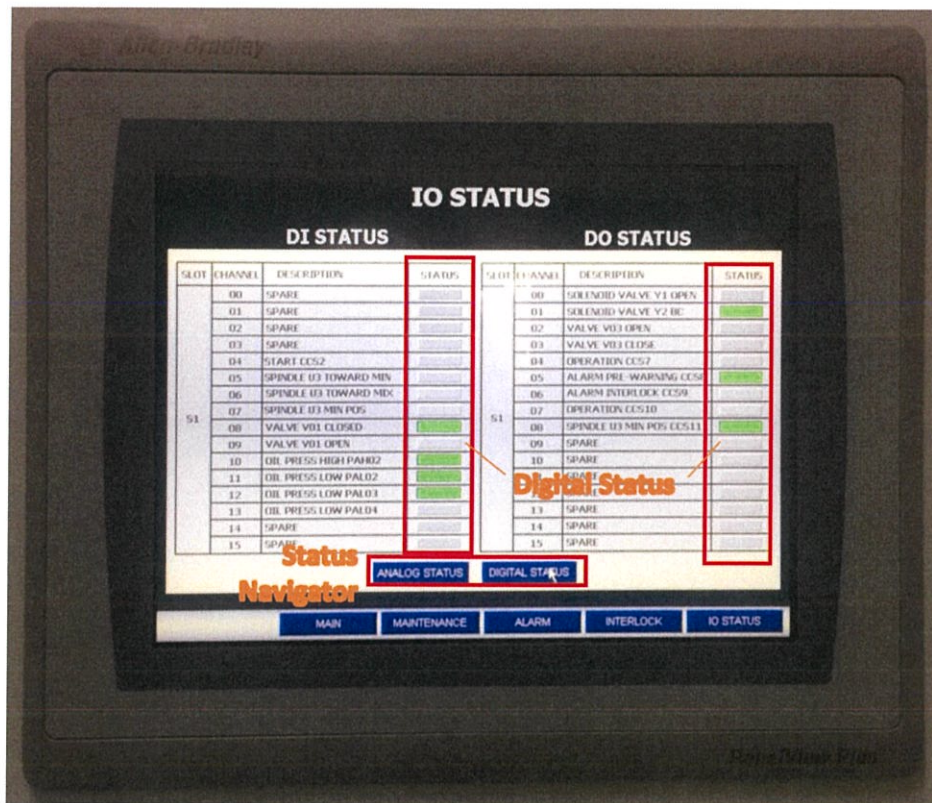 Allen-Bradley
IO STATUS
DI STATUS
DO STATUS
SLOT CHANNEL DESCRIPTION STATUS
S1
00 SPARE
01 SPARE
02 SPARE
03 SPARE
04 START CCS2
05 SPINDLE U3 TOWARD MIN
06 SPINDLE U3 TOWARD MIX
07 SPINDLE U3 MIN POS
08 VALVE V01 CLOSED
09 VALVE V01 OPEN
10 OIL PRESS HIGH PAH02
11 OIL PRESS LOW PAL02
12 OIL PRESS LOW PAL03
13 OIL PRESS LOW PAL04
14 SPARE
15 SPARE
SLOT CHANNEL DESCRIPTION STATUS
S1
00 SOLENOID VALVE Y1 OPEN
01 SOLENOID VALVE Y2 BC
02 VALVE V03 OPEN
03 VALVE V03 CLOSE
04 OPERATION CCS7
05 ALARM PRE-WARNING
06 ALARM INTERLOCK CCS9
07 OPERATION CCS10
08 SPINDLE U3 MIN POS CCS11
09 SPARE
10 SPARE
SPARE
13 SPARE
14 SPARE
15 SPARE
Digital Status
Status
Navigator
ANALOG STATUS DIGITAL STATUS
MAIN MAINTENANCE ALARM INTERLOCK IO STATUS
PanelView Plus